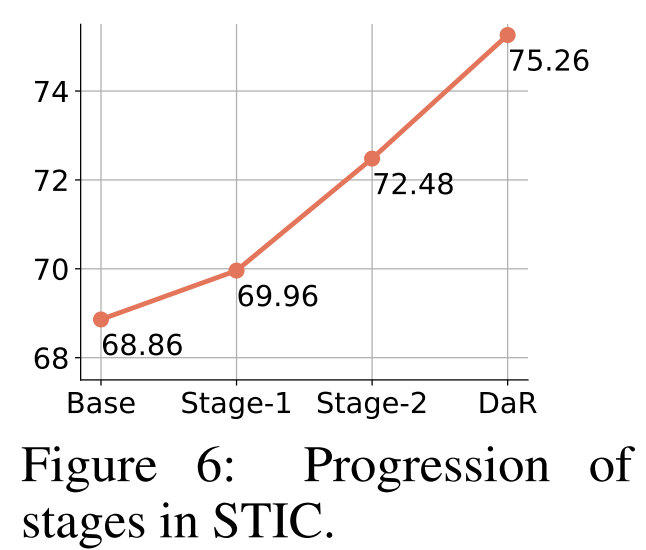 75.26
74
72
72.48
70
69.96
68.86
68
Base Stage-1 Stage-2 DaR
Figure 6: Progression of
stages in STIC.